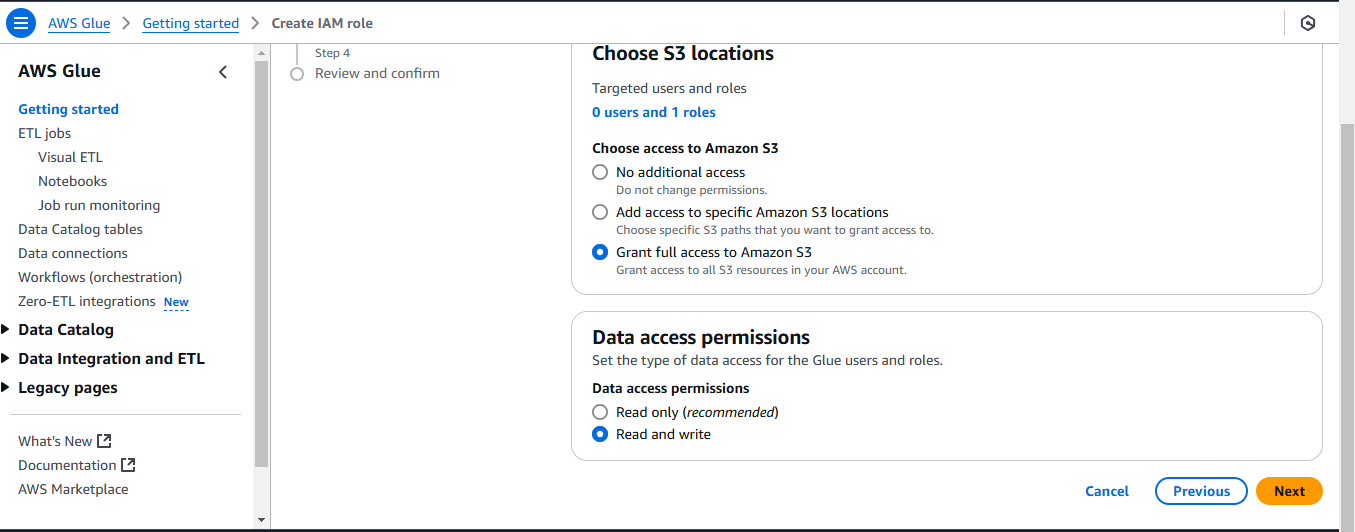 AWS Glue
Getting started
Create IAM role
AWS Glue
Getting started
ETL jobs
Visual ETL
Notebooks
Job run monitoring
Data Catalog tables
Data connections
Workflows (orchestration)
Zero-ETL integrations New
Data Catalog
Data Integration and ETL
Legacy pages
What's New
Documentation
AWS Marketplace
Step 4
Review and confirm
Choose S3 locations
Targeted users and roles
0 users and 1 roles
Choose access to Amazon S3
No additional access
Do not change permissions.
Add access to specific Amazon S3 locations
Choose specific S3 paths that you want to grant access to.
Grant full access to Amazon S3
Grant access to all S3 resources in your AWS account.
Data access permissions
Set the type of data access for the Glue users and roles.
Data access permissions
Read only (recommended)
Read and write
Cancel
Previous
Next